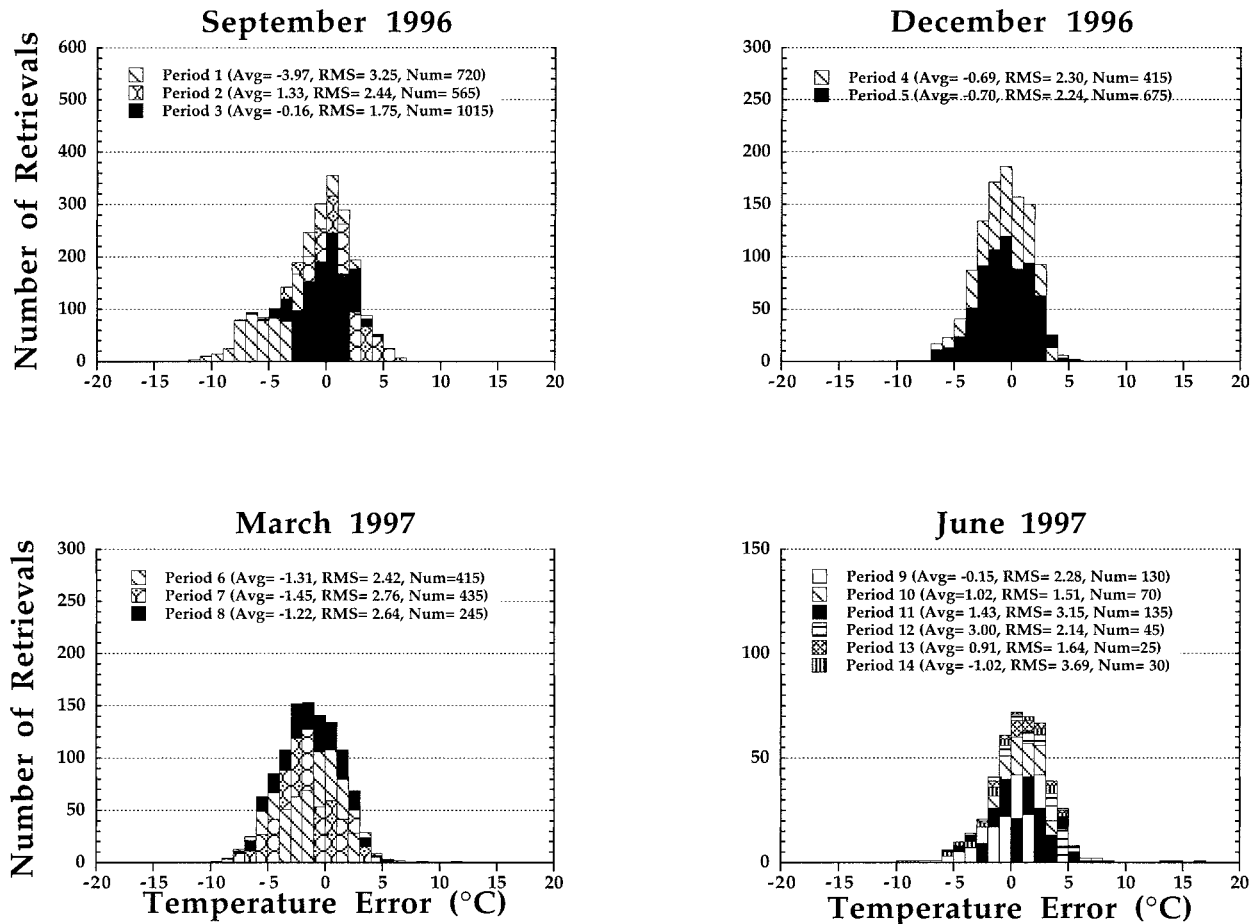 September 1996
Number of Retrievals
600
500
400
300
200
100
0
Period 1 (Avg= -3.97, RMS= 3.25, Num= 720)
Period 2 (Avg= 1.33, RMS= 2.44, Num= 565)
Period 3 (Avg= -0.16, RMS= 1.75, Num= 1015)
-20 -15 -10 -5 0 5 10 15 20
December 1996
300
250
200
150
100
50
0
Period 4 (Avg= -0.69, RMS= 2.30, Num= 415)
Period 5 (Avg= -0.70, RMS= 2.24, Num= 675)
-20 -15 -10 -5 0 5 10 15 20
March 1997
Number of Retrievals
300
250
200
150
100
50
0
Period 6 (Avg= -1.31, RMS= 2.42, Num=415)
Period 7 (Avg= -1.45, RMS= 2.76, Num= 435)
Period 8 (Avg= -1.22, RMS= 2.64, Num= 245)
-20 -15 -10 -5 0 5 10 15 20
Temperature Error (°C)
June 1997
150
100
50
0
Period 9 (Avg= -0.15, RMS= 2.28, Num= 130)
Period 10 (Avg=1.02, RMS= 1.51, Num= 70)
Period 11 (Avg= 1.43, RMS= 3.15, Num= 135)
Period 12 (Avg= 3.00, RMS= 2.14, Num= 45)
Period 13 (Avg= 0.91, RMS= 1.64, Num=25)
Period 14 (Avg= -1.02, RMS= 3.69, Num= 30)
-20 -15 -10 -5 0 5 10 15 20
Temperature Error (°C)